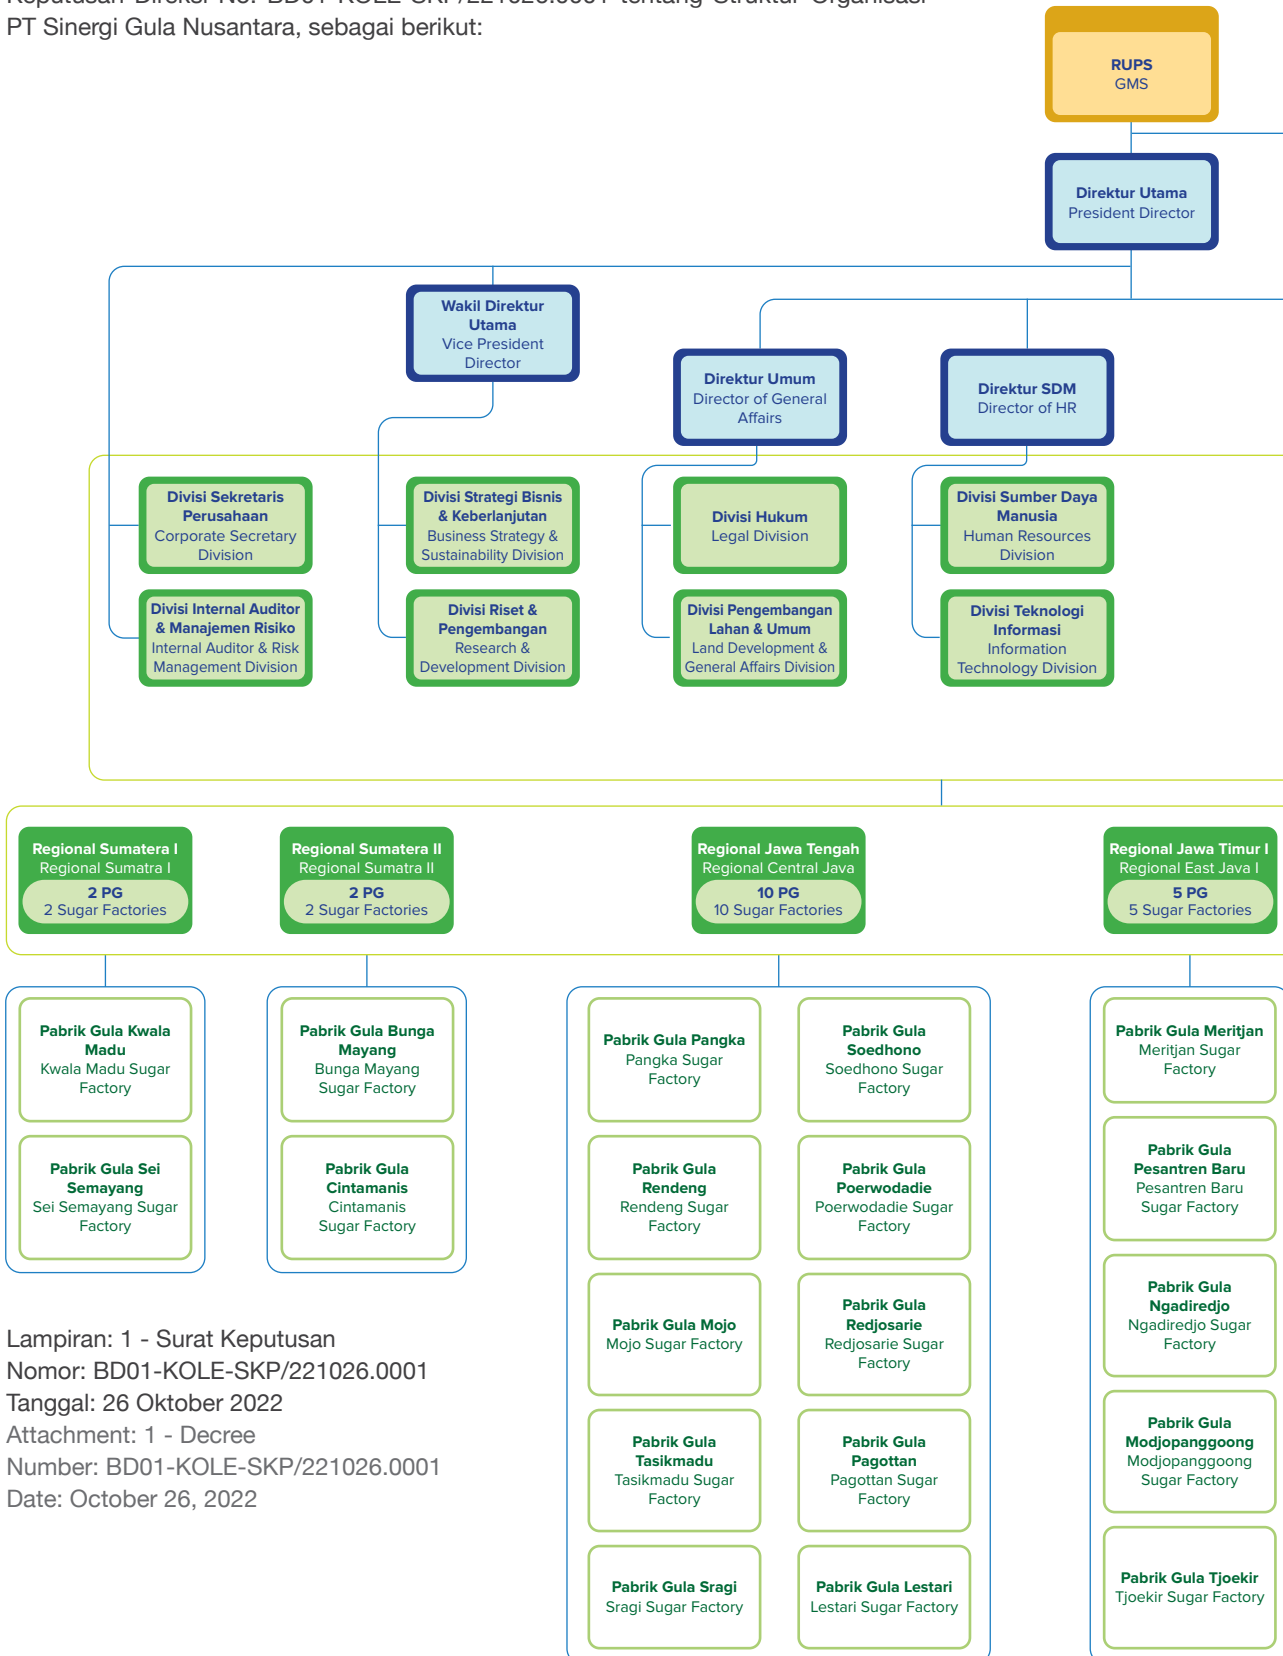 PT Sinergi Gula Nusantara, sebagai berikut:
RUPS
GMS
Direktur Utama
President Director
Wakil Direktur
Utama
Vice President
Director
Direktur Umum
Director of General
Affairs
Direktur SDM
Director of HR
Divisi Sekretaris
Perusahaan
Corporate Secretary
Division
Divisi Strategi Bisnis
& Keberlanjutan
Business Strategy &
Sustainability Division
Divisi Hukum
Legal Division
Divisi Sumber Daya
Manusia
Human Resources
Division
Divisi Internal Auditor
& Manajemen Risiko
Internal Auditor & Risk
Management Division
Divisi Riset &
Pengembangan
Research &
Development Division
Divisi Pengembangan
Lahan & Umum
Land Development &
General Affairs Division
Divisi Teknologi
Informasi
Information
Technology Division
Regional Sumatera I
Regional Sumatra I
2 PG
2 Sugar Factories
Regional Sumatera II
Regional Sumatra II
2 PG
2 Sugar Factories
Regional Jawa Tengah
Regional Central Java
10 PG
10 Sugar Factories
Regional Jawa Timur I
Regional East Java I
5 PG
5 Sugar Factories
Pabrik Gula Kwala
Madu
Kwala Madu Sugar
Factory
Pabrik Gula Sei
Semayang
Sei Semayang Sugar
Factory
Pabrik Gula Bunga
Mayang
Bunga Mayang
Sugar Factory
Pabrik Gula
Cintamanis
Cintamanis
Sugar Factory
Pabrik Gula Pangka
Pangka Sugar
Factory
Pabrik Gula
Rendeng
Rendeng Sugar
Factory
Pabrik Gula Mojo
Mojo Sugar Factory
Pabrik Gula
Tasikmadu
Tasikmadu Sugar
Factory
Pabrik Gula Sragi
Sragi Sugar Factory
Pabrik Gula
Soedhono
Soedhono Sugar
Factory
Pabrik Gula
Poerwodadie
Poerwodadie Sugar
Factory
Pabrik Gula
Redjosarie
Redjosarie Sugar
Factory
Pabrik Gula
Pagottan
Pagottan Sugar
Factory
Pabrik Gula Lestari
Lestari Sugar Factory
Pabrik Gula Meritjan
Meritjan Sugar
Factory
Pabrik Gula
Pesantren Baru
Pesantren Baru
Sugar Factory
Pabrik Gula
Ngadiredjo
Ngadiredjo Sugar
Factory
Pabrik Gula
Modjopanggoong
Modjopanggoong
Sugar Factory
Pabrik Gula Tjoekir
Tjoekir Sugar Factory
Lampiran: 1 - Surat Keputusan
Nomor: BD01-KOLE-SKP/221026.0001
Tanggal: 26 Oktober 2022
Attachment: 1 - Decree
Number: BD01-KOLE-SKP/221026.0001
Date: October 26, 2022